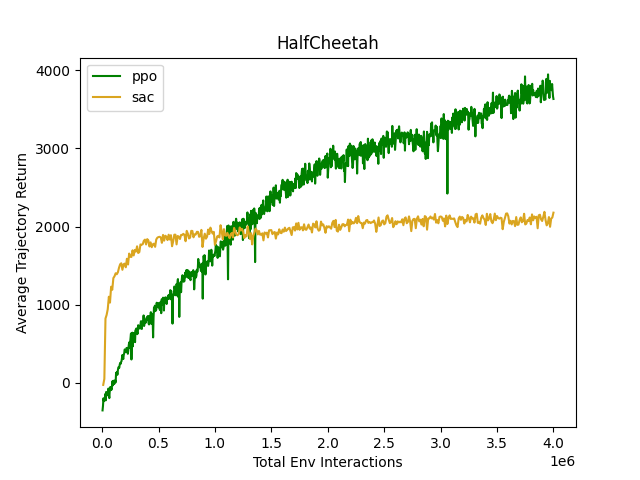 HalfCheetah
ppo
sac
Average Trajectory Return
4000
3000
2000
1000
0
0.0 0.5 1.0 1.5 2.0 2.5 3.0 3.5 4.0
1e6
Total Env Interactions